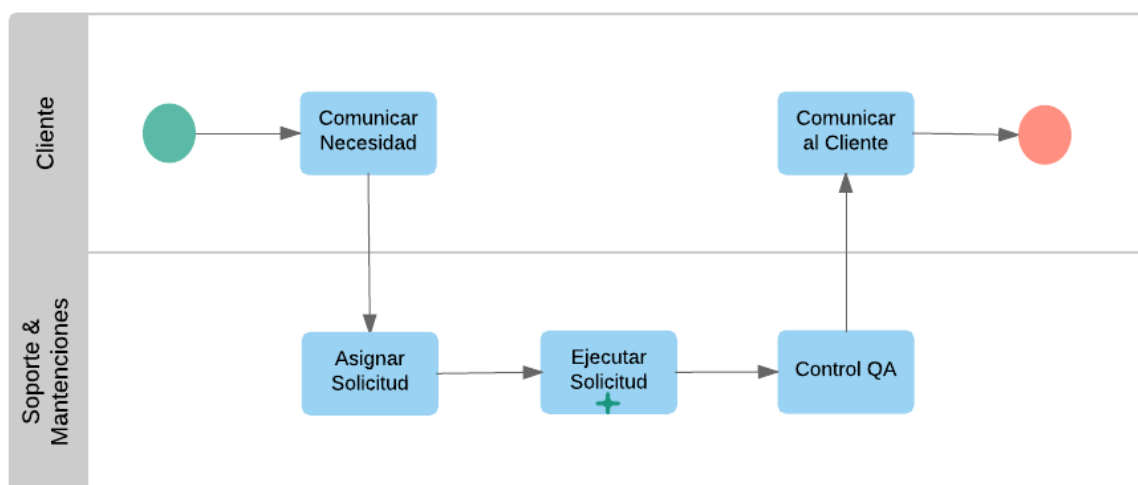 Cliente
Comunicar
Necesidad
Comunicar
al Cliente
Soporte &
Mantenciones
Asignar
Solicitud
Ejecutar
Solicitud
Control QA